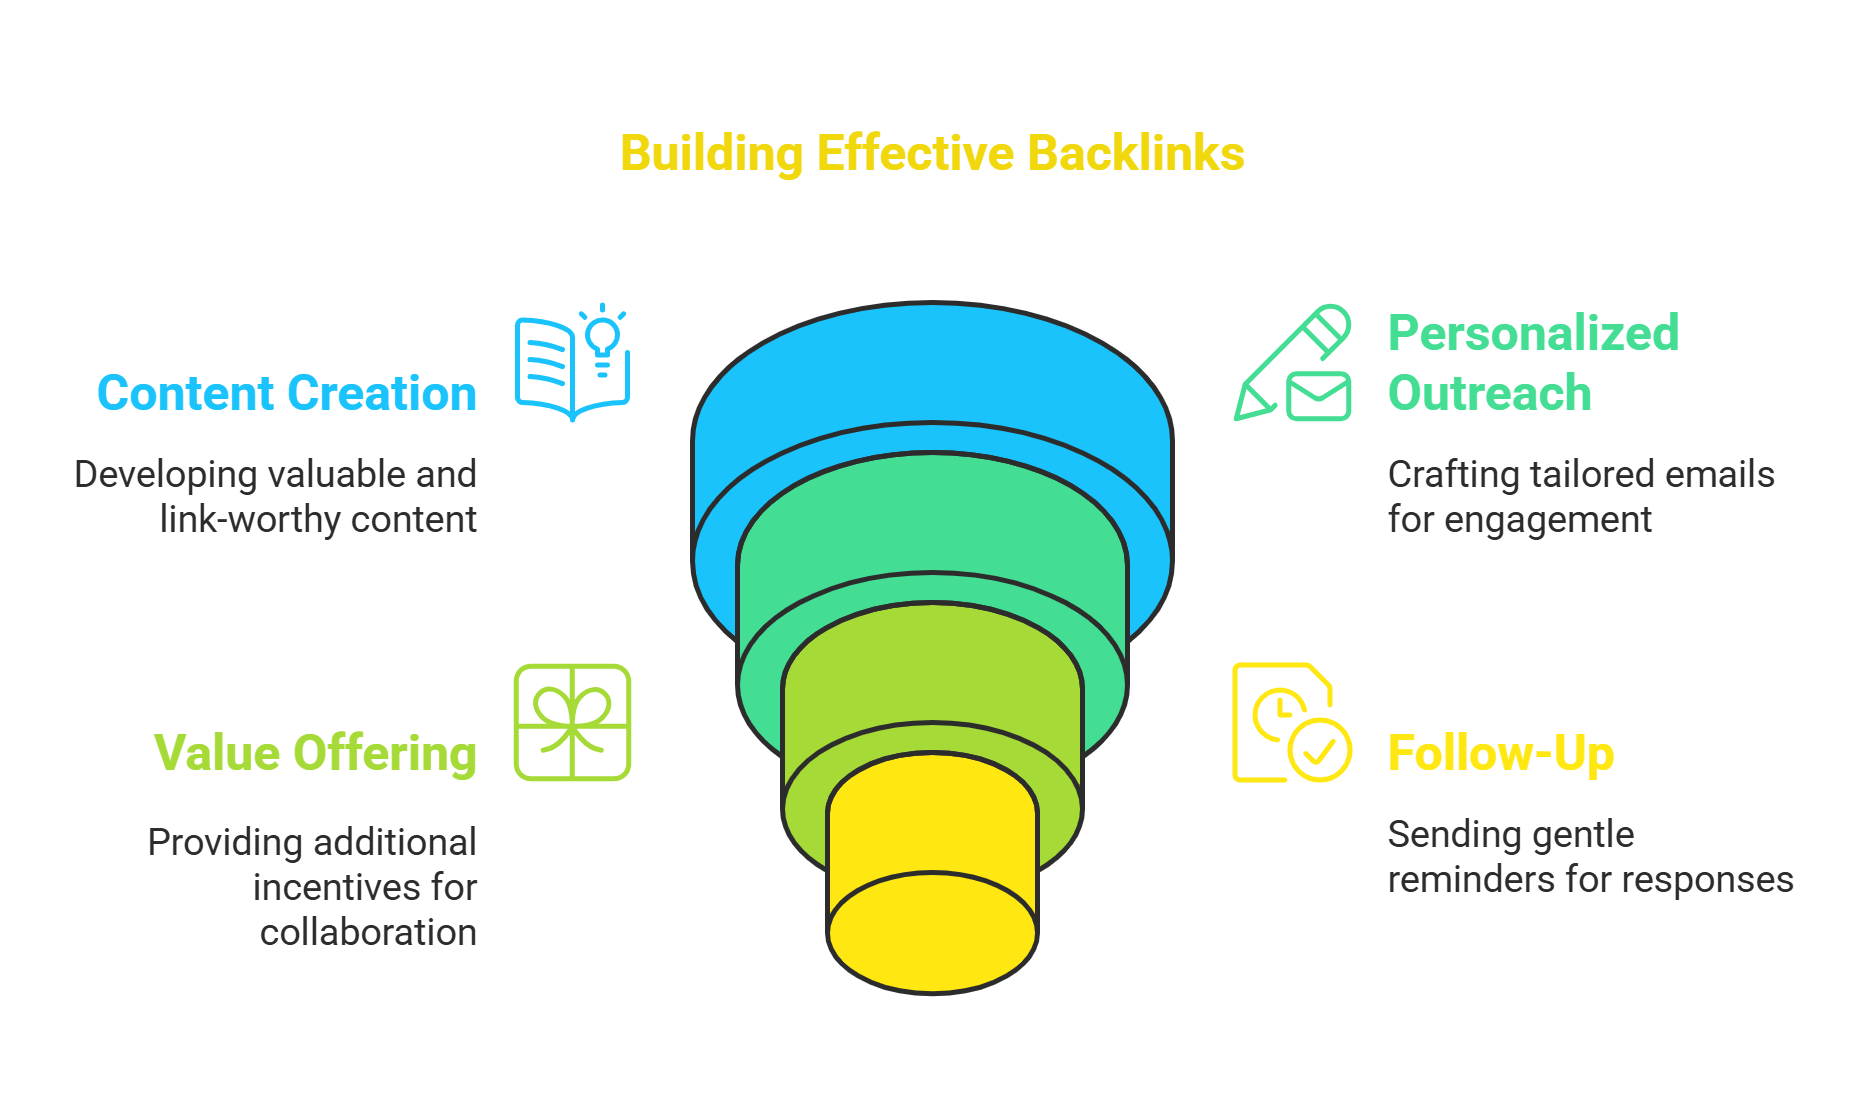 Building Effective Backlinks
Content Creation
Developing valuable and
link-worthy content
Personalized
Outreach
Crafting tailored emails
for engagement
Value Offering
Providing additional
incentives for
collaboration
Follow-Up
Sending gentle
reminders for responses